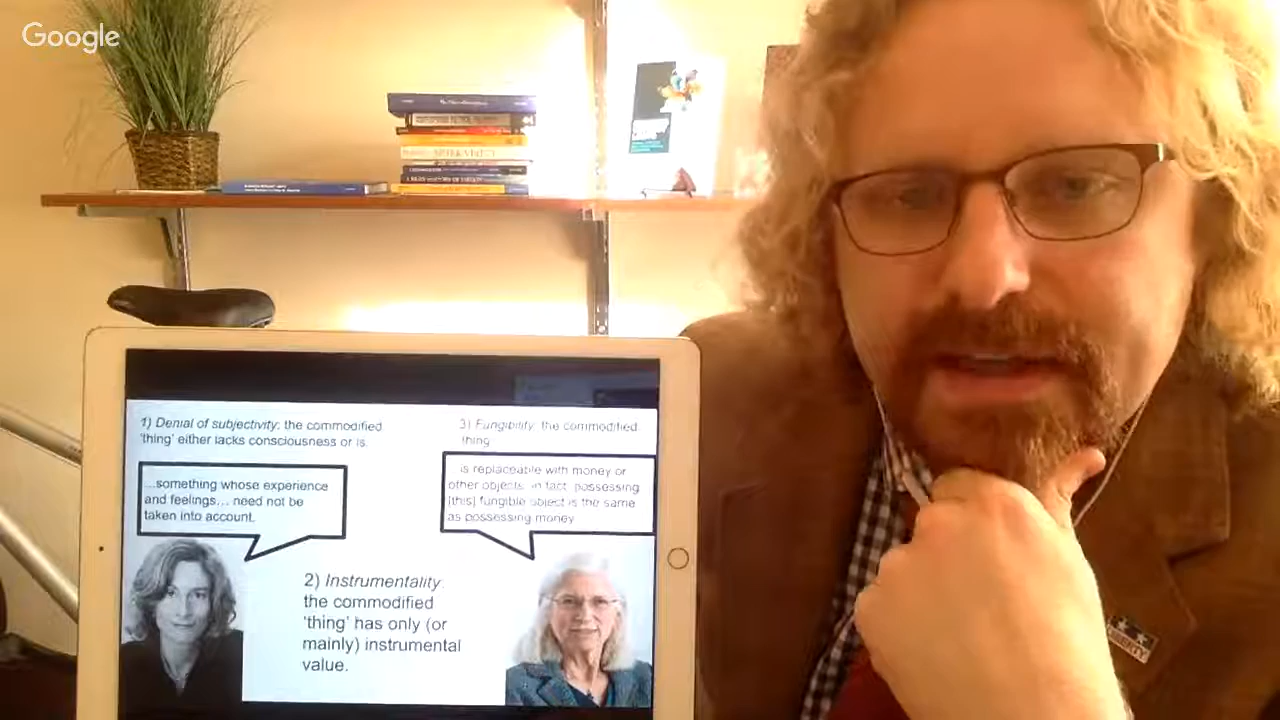 Google
1) Denial of subjectivity: the commodified
'thing' either lacks consciousness or is.
...something whose experience
and feelings... need not be
taken into account.
2) Instrumentality:
the commodified
'thing' has only (or
mainly) instrumental
value.
3) Fungibility: the commodified
thing
is replaceable with money or
other objects. in fact, possessing
[this] fungible object is the same
as possessing money
LIBERTY